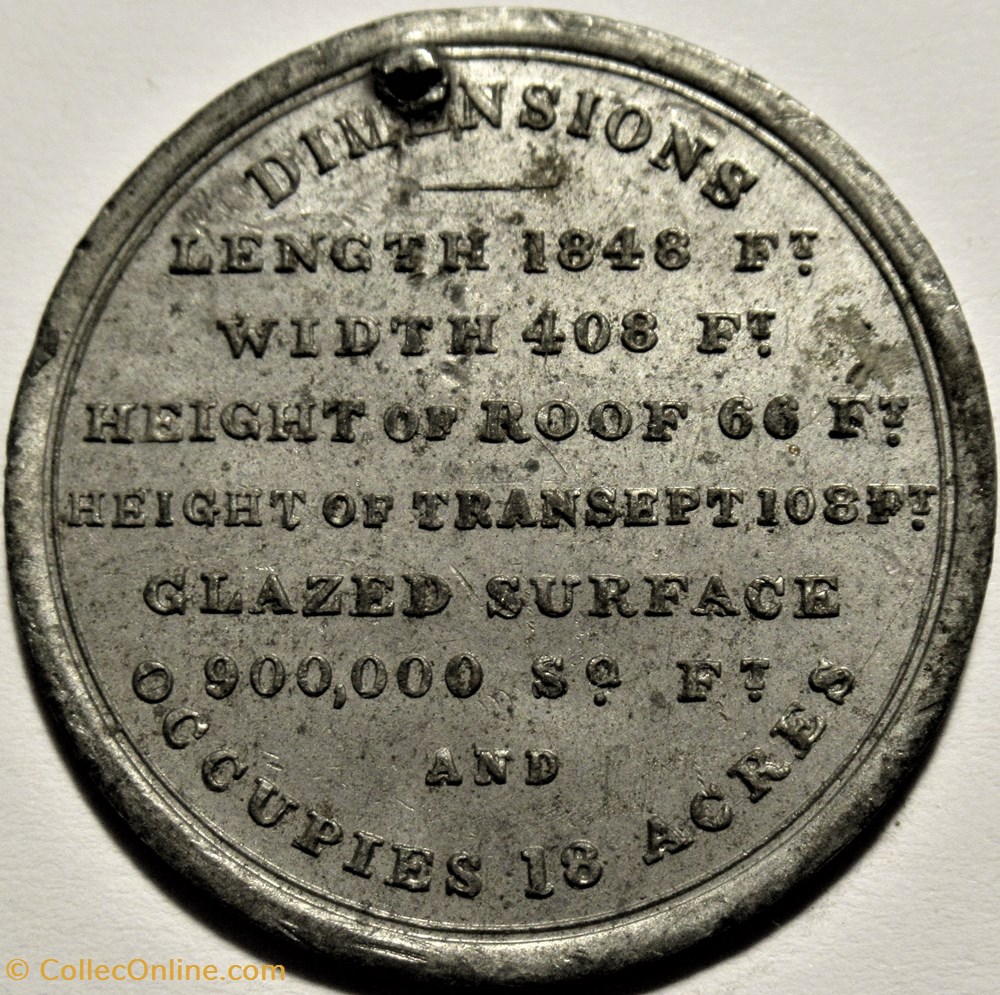 DIMENSIONS
LENGTH 1848 FT.
WIDTH 408 FT.
HEIGHT OF ROOF 66 FT.
HEIGHT OF TRANSEPT 108 FT.
GLAZED SURFACE
900,000 SQ. FT.
AND
OCCUPIES 18 ACRES
© CollecOnline.com